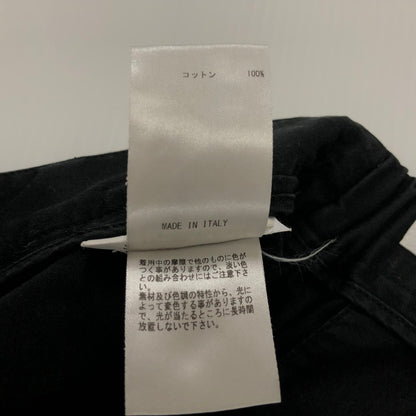 コットン 100%
MADE IN ITALY
着用中の摩擦で他のものに色が
つく事がありますので、淡い色
との組み合わせにはご注意下さ
い。
素材及び色調の特性から、光に
よって変色する事があります
ので、光が当たるところに長時間
放置しないで下さい。